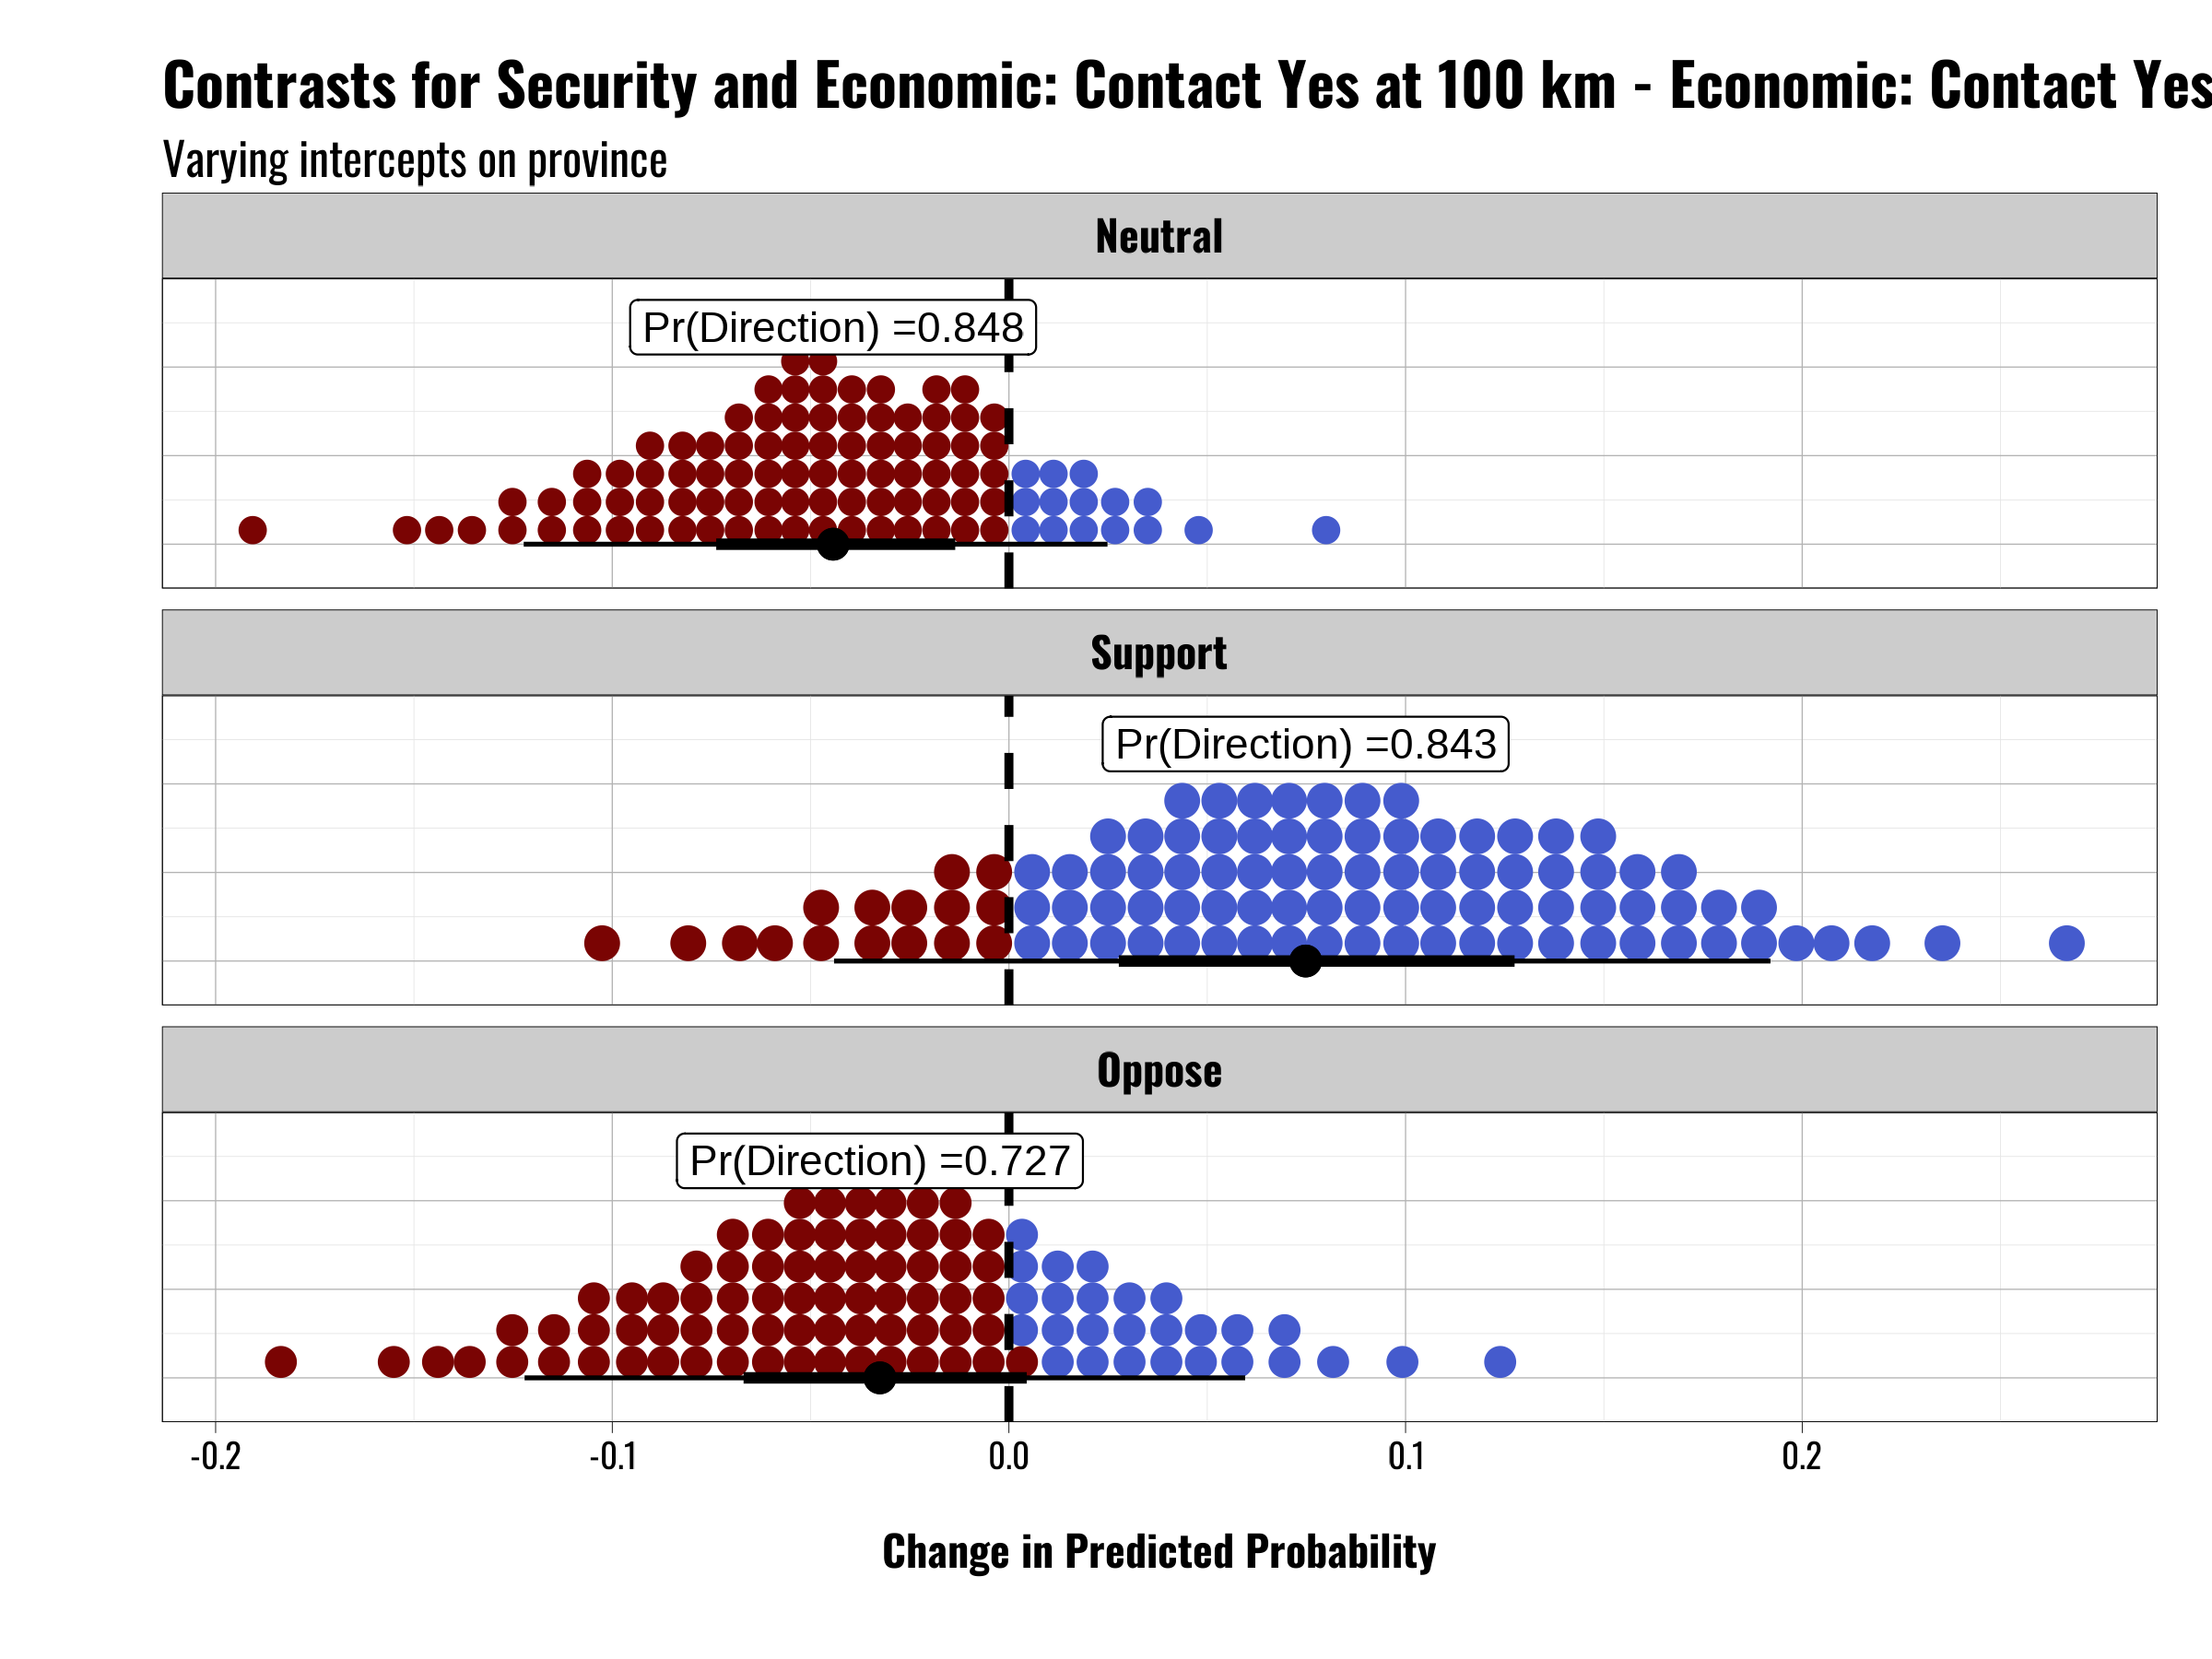 Contrasts for Security and Economic: Contact Yes at 100 km - Economic: Contact Yes
Varying intercepts on province
Neutral
Pr(Direction) =0.848
Support
Pr(Direction) =0.843
Oppose
Pr(Direction) =0.727
-0.2 -0.1 0.0 0.1 0.2
Change in Predicted Probability